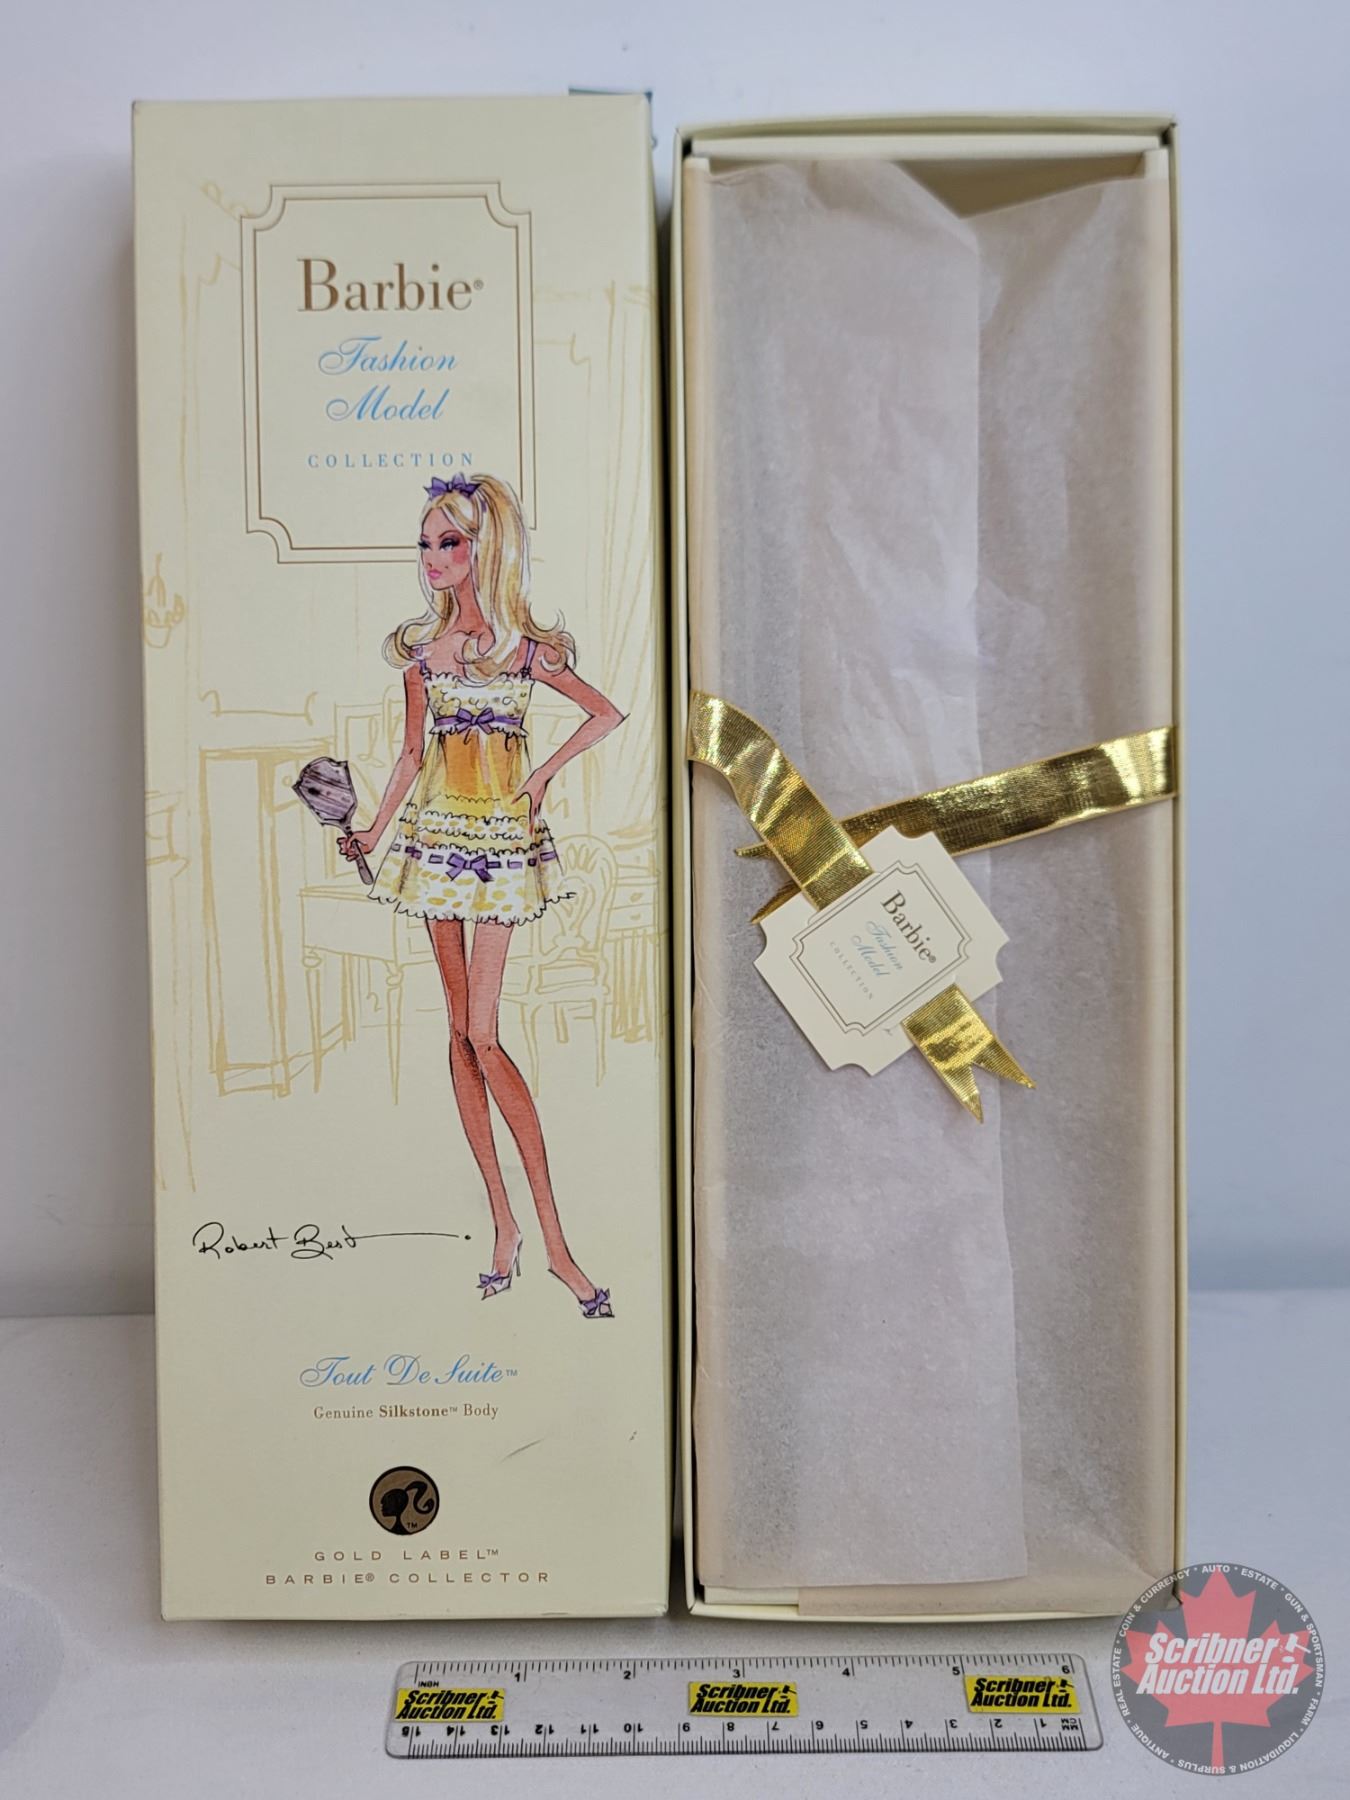 Barbie®
Fashion
Model
COLLECTION
Robert Best
Tout De Suite™
Genuine Silkstone™ Body
TM
GOLD LABEL™
BARBIE® COLLECTOR
Barbie®
Fashion
Model
COLLECTION
INCH 1 2 3 4 5 6
Scribner
Auction Ltd.
Scribner
Auction Ltd.
Scribner
Auction Ltd.
15 14 13 12 11 10 9 8 7 6 5 4 3 2 1 MM CM
Scribner
Auction Ltd.
ANTIQUE • REAL ESTATE • COIN & CURRENCY • AUTO • ESTATE • GUN & SPORTSMAN • FARM • LIQUIDATION & SURPLUS •